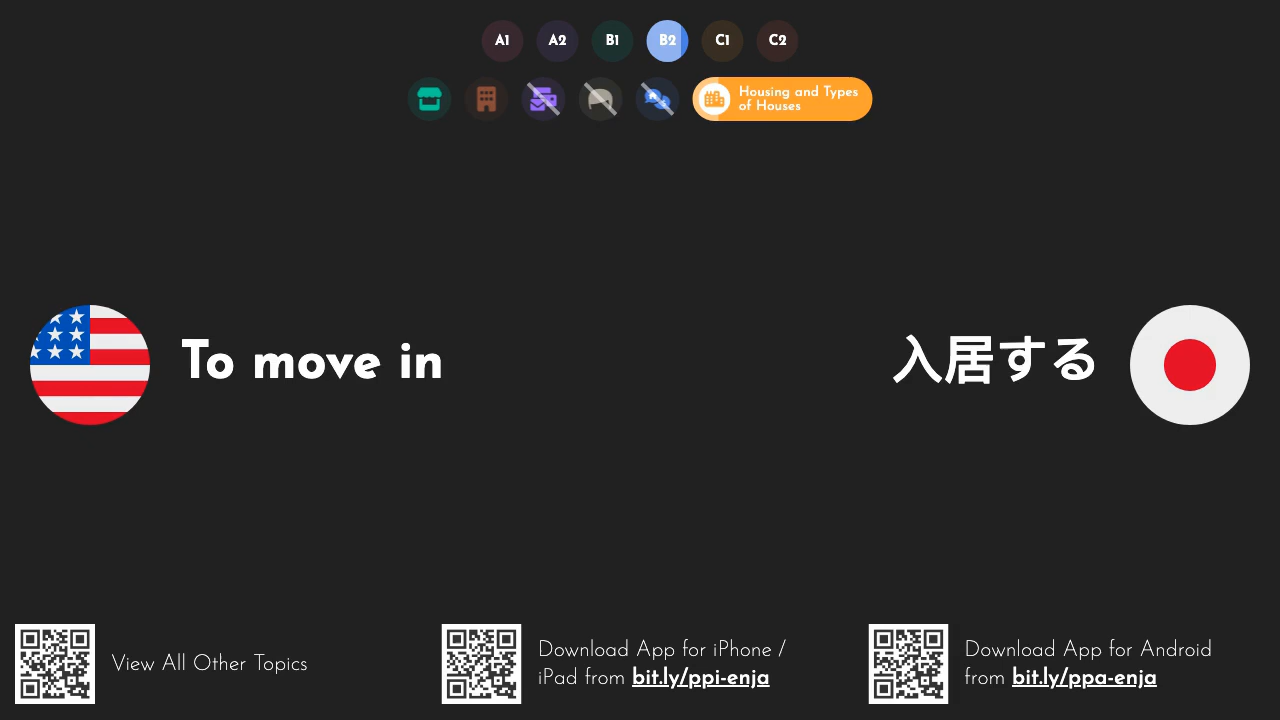 A1 A2 B1 B2 C1 C2
Housing and Types
of Houses
To move in
入居する
View All Other Topics
Download App for iPhone /
iPad from bit.ly/ppi-enja
Download App for Android
from bit.ly/ppa-enja